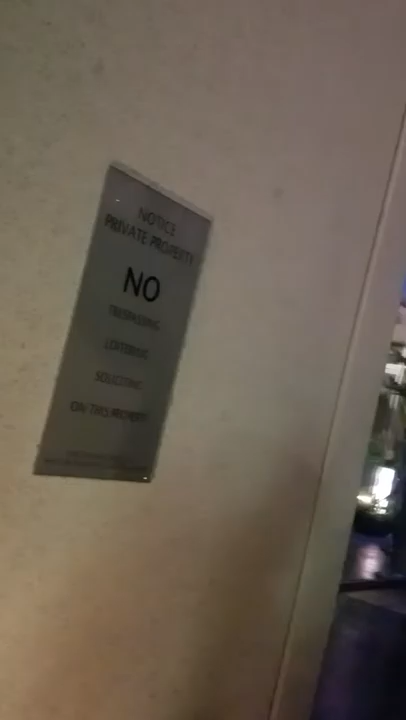 NOTICE
PRIVATE PROPERTY
NO
TRESPASSING
LOITERING
SOLICITING
ON THIS PROPERTY